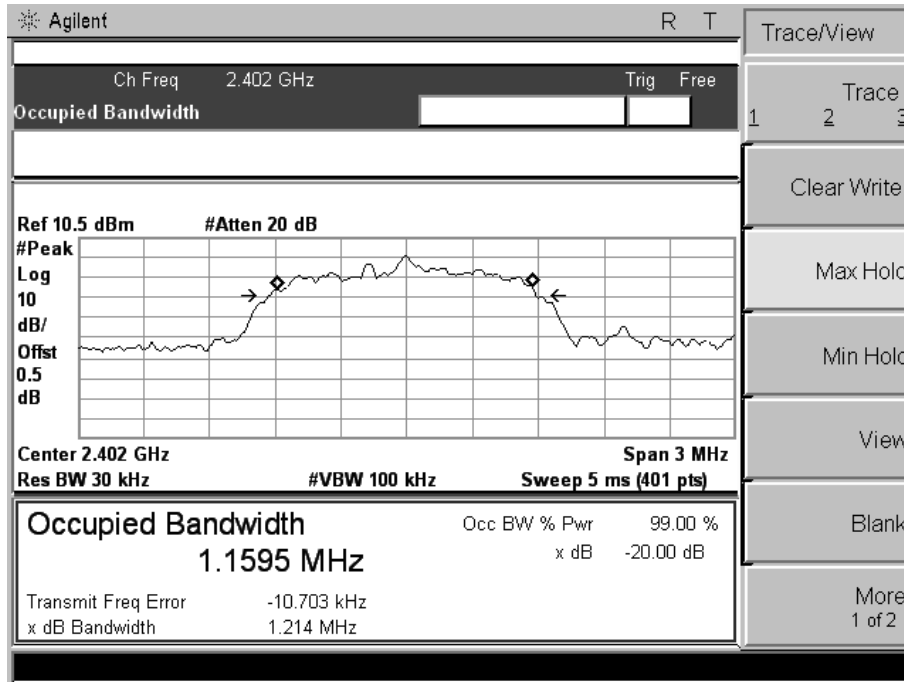 Agilent R T
Trace/View
Ch Freq 2.402 GHz Trig Free
Occupied Bandwidth
Trace
1 2 3
Clear Write
Ref 10.5 dBm #Atten 20 dB
#Peak
Log
10
dB/
Offst
0.5
dB
Max Hold
Min Hold
Center 2.402 GHz Span 3 MHz
Res BW 30 kHz #VBW 100 kHz Sweep 5 ms (401 pts)
View
Occupied Bandwidth Occ BW % Pwr 99.00 %
1.1595 MHz x dB -20.00 dB
Transmit Freq Error -10.703 kHz
x dB Bandwidth 1.214 MHz
Blank
More
1 of 2